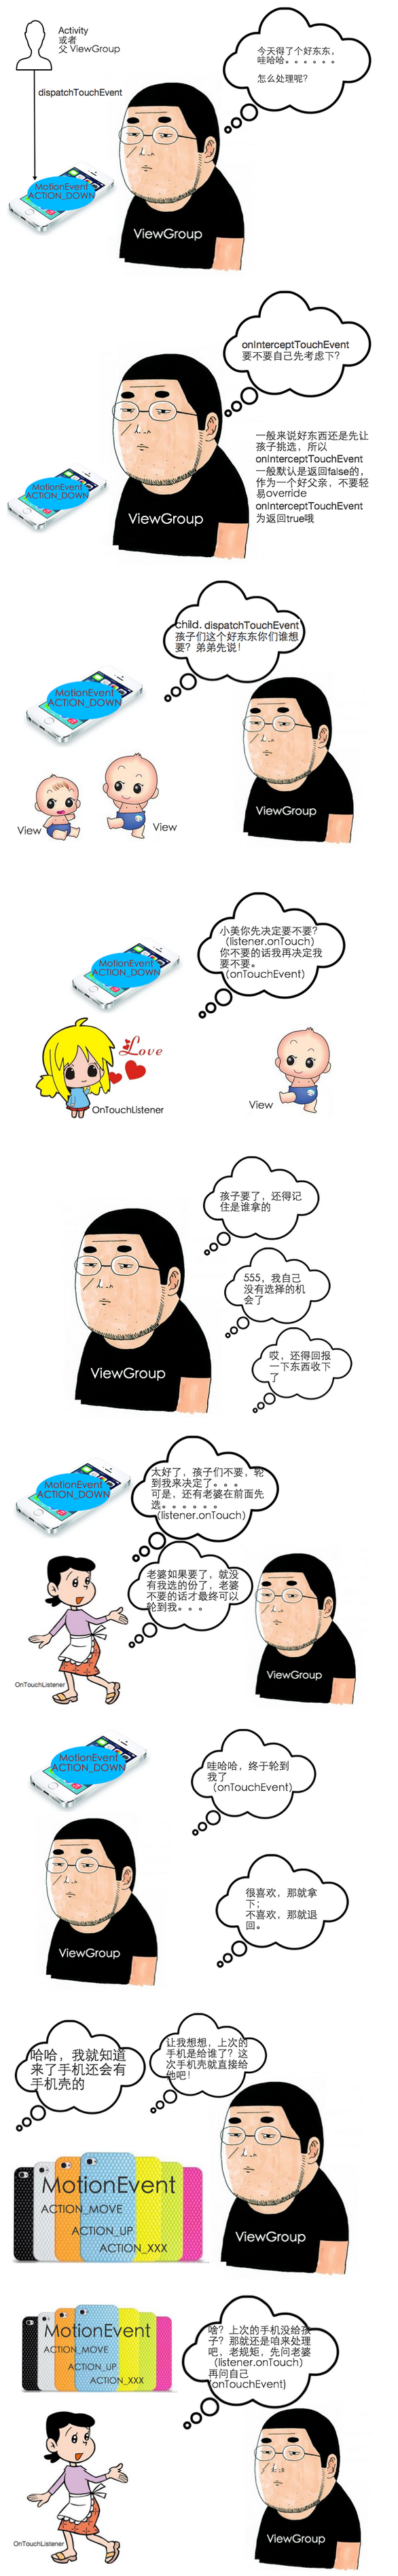 Activity
或者
父 ViewGroup
dispatchTouchEvent
今天得了个好东东，
哇哈哈。。。。。。
怎么处理呢？
MotionEvent
ACTION_DOWN
ViewGroup
onInterceptTouchEvent
要不要自己先考虑下？
一般来说好东西还是先让
孩子们挑选，所以
onInterceptTouchEvent
一般默认是返回false的，
作为一个好父亲，不要轻
易override
onInterceptTouchEvent
为返回true哦
MotionEvent
ACTION_DOWN
ViewGroup
child. dispatchTouchEvent
孩子们这个好东东你们谁想
要？弟弟先说！
MotionEvent
ACTION_DOWN
View
View
ViewGroup
小美你先决定要不要？
（listener.onTouch）
你不要的话我再决定我
要不要。
（onTouchEvent）
MotionEvent
ACTION_DOWN
Love
OnTouchListener
View
孩子要了，还得记
住是谁拿的
555，我自己
没有选择的机
会了
哎，还得回报
一下东西收下
了
ViewGroup
太好了，孩子们不要，轮
到我来决定了。。。
可是，还有老婆在前面先
选。。。。。。
（listener.onTouch）
MotionEvent
ACTION_DOWN
老婆如果要了，就没
有我选的份了，老婆
不要的话才最终可以
轮到我。。。
OnTouchListener
ViewGroup
MotionEvent
ACTION_DOWN
哇哈哈，终于轮到
我了
（onTouchEvent）
很喜欢，那就拿
下；
不喜欢，那就退
回。
ViewGroup
哈哈，我就知道
来了手机还会有
手机壳的
让我想想，上次的
手机是给谁了？这
次手机壳就直接给
他吧！
MotionEvent
ACTION_MOVE
ACTION_UP
ACTION_XXX
ViewGroup
啥？上次的手机没给孩
子？那就还是咱来处理
吧，老规矩，先问老婆
（listener.onTouch）
再问自己
（onTouchEvent）
MotionEvent
ACTION_MOVE
ACTION_UP
ACTION_XXX
OnTouchListener
ViewGroup